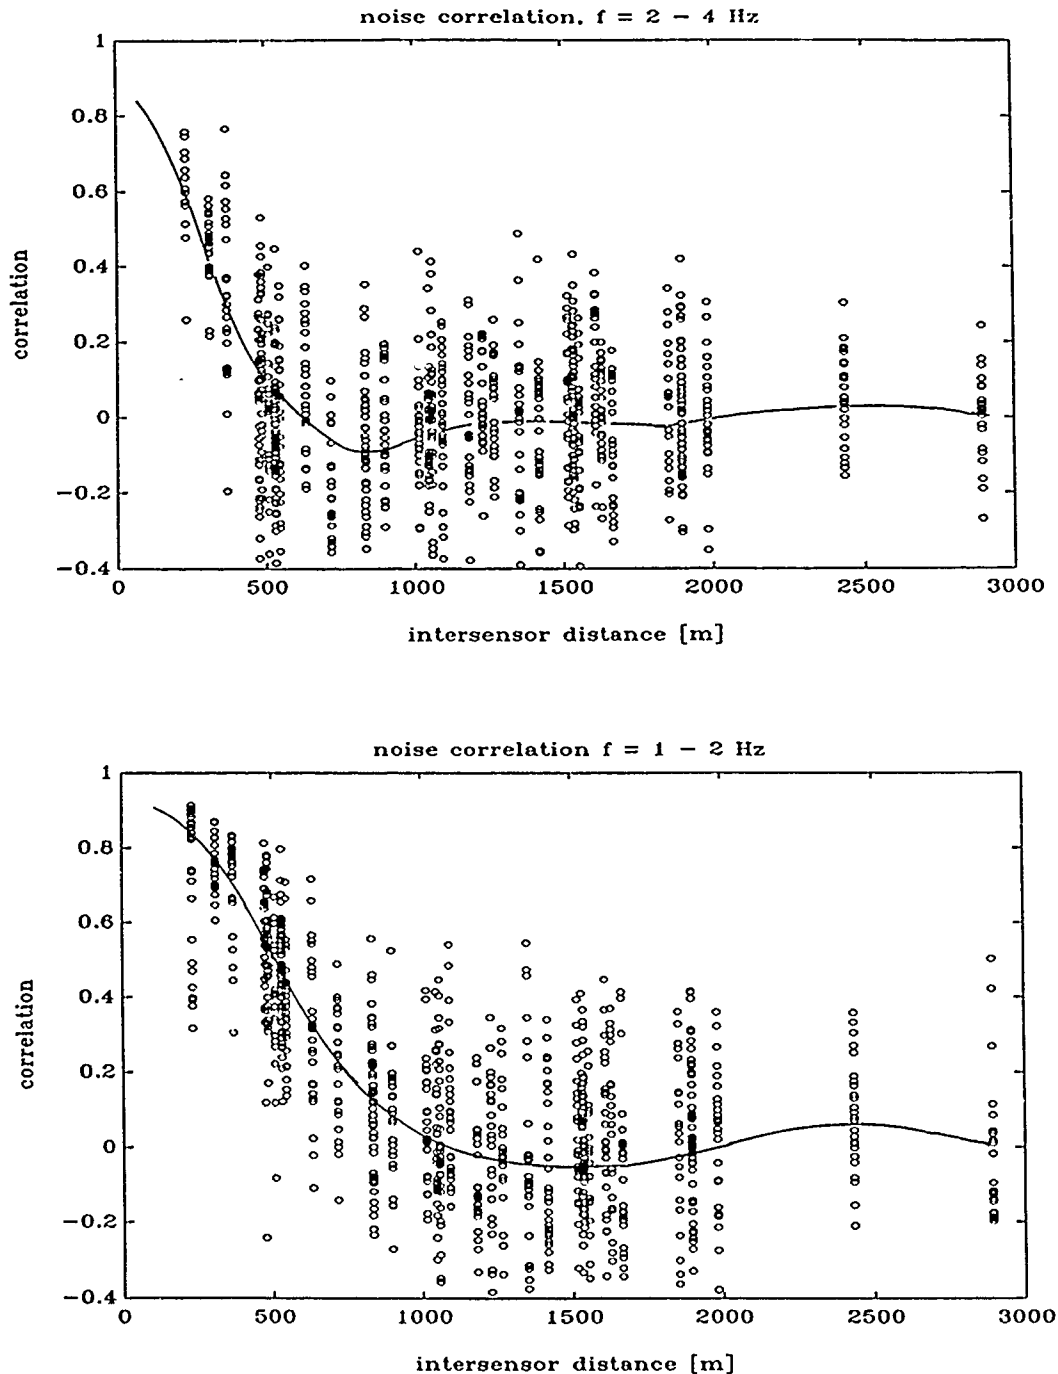 noise correlation, f = 2 - 4 Hz
1
0.8
0.6
0.4
0.2
0
-0.2
-0.4
correlation
0 500 1000 1500 2000 2500 3000
intersensor distance [m]
noise correlation f = 1 - 2 Hz
1
0.8
0.6
0.4
0.2
0
-0.2
-0.4
correlation
0 500 1000 1500 2000 2500 3000
intersensor distance [m]